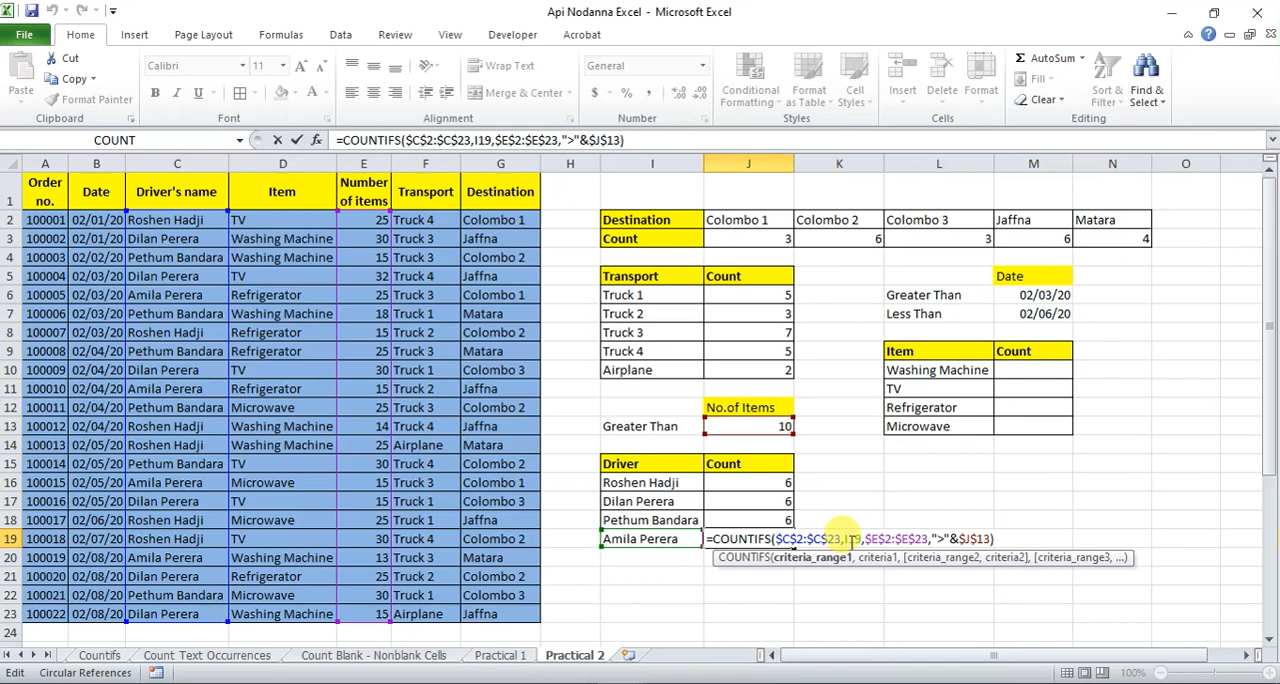 Api Nodanna Excel - Microsoft Excel
File Home Insert Page Layout Formulas Data Review View Developer Acrobat
Cut
Copy
Format Painter
Paste
Clipboard
Calibri 11
B I U
Font
Wrap Text
Merge & Center
Alignment
General
$ % ,
Number
Conditional Formatting
Format as Table
Cell Styles
Styles
Insert Delete Format
Cells
Σ AutoSum
Fill
Clear
Sort & Filter
Find & Select
Editing
COUNT fx =COUNTIFS($C$2:$C$23,I19,$E$2:$E$23,">"&$J$13)
A B C D E F G H I J K L M N O
1 Order no. Date Driver's name Item Number of items Transport Destination
2 100001 02/01/20 Roshen Hadji TV 25 Truck 4 Colombo 1 Destination Colombo 1 Colombo 2 Colombo 3 Jaffna Matara
3 100002 02/01/20 Dilan Perera Washing Machine 30 Truck 3 Jaffna Count 3 6 3 6 4
4 100003 02/02/20 Pethum Bandara Washing Machine 15 Truck 3 Colombo 2
5 100004 02/03/20 Dilan Perera TV 32 Truck 4 Jaffna Transport Count Date
6 100005 02/03/20 Amila Perera Refrigerator 25 Truck 3 Colombo 1 Truck 1 5 Greater Than 02/03/20
7 100006 02/03/20 Pethum Bandara Washing Machine 18 Truck 1 Matara Truck 2 3 Less Than 02/06/20
8 100007 02/03/20 Roshen Hadji Refrigerator 15 Truck 2 Colombo 2 Truck 3 7
9 100008 02/04/20 Pethum Bandara Refrigerator 25 Truck 3 Matara Truck 4 5 Item Count
10 100009 02/04/20 Dilan Perera TV 30 Truck 1 Colombo 3 Airplane 2 Washing Machine
11 100010 02/04/20 Amila Perera Refrigerator 15 Truck 2 Jaffna TV
12 100011 02/04/20 Pethum Bandara Microwave 25 Truck 3 Colombo 2 No.of Items Refrigerator
13 100012 02/04/20 Roshen Hadji Washing Machine 14 Truck 4 Jaffna Greater Than 10 Microwave
14 100013 02/05/20 Roshen Hadji Washing Machine 25 Airplane Matara
15 100014 02/05/20 Pethum Bandara TV 30 Truck 4 Colombo 2 Driver Count
16 100015 02/05/20 Amila Perera Microwave 15 Truck 3 Colombo 1 Roshen Hadji 6
17 100016 02/05/20 Dilan Perera TV 15 Truck 1 Colombo 3 Dilan Perera 6
18 100017 02/06/20 Roshen Hadji Microwave 25 Truck 1 Jaffna Pethum Bandara 6
19 100018 02/07/20 Roshen Hadji TV 30 Truck 4 Colombo 2 Amila Perera =COUNTIFS($C$2:$C$23,I19,$E$2:$E$23,">"&$J$13)
20 100019 02/08/20 Amila Perera Washing Machine 13 Truck 3 Matara COUNTIFS(criteria_range1, criteria1, [criteria_range2, criteria2], [criteria_range3, ...)
21 100020 02/08/20 Dilan Perera Refrigerator 25 Truck 2 Colombo 2
22 100021 02/08/20 Pethum Bandara Microwave 30 Truck 1 Colombo 3
23 100022 02/08/20 Dilan Perera Washing Machine 15 Airplane Jaffna
24
Countifs Count Text Occurrences Count Blank - Nonblank Cells Practical 1 Practical 2
Edit Circular References 100%